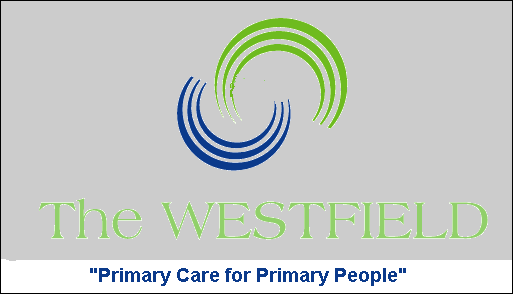 The WESTFIELD
"Primary Care for Primary People"